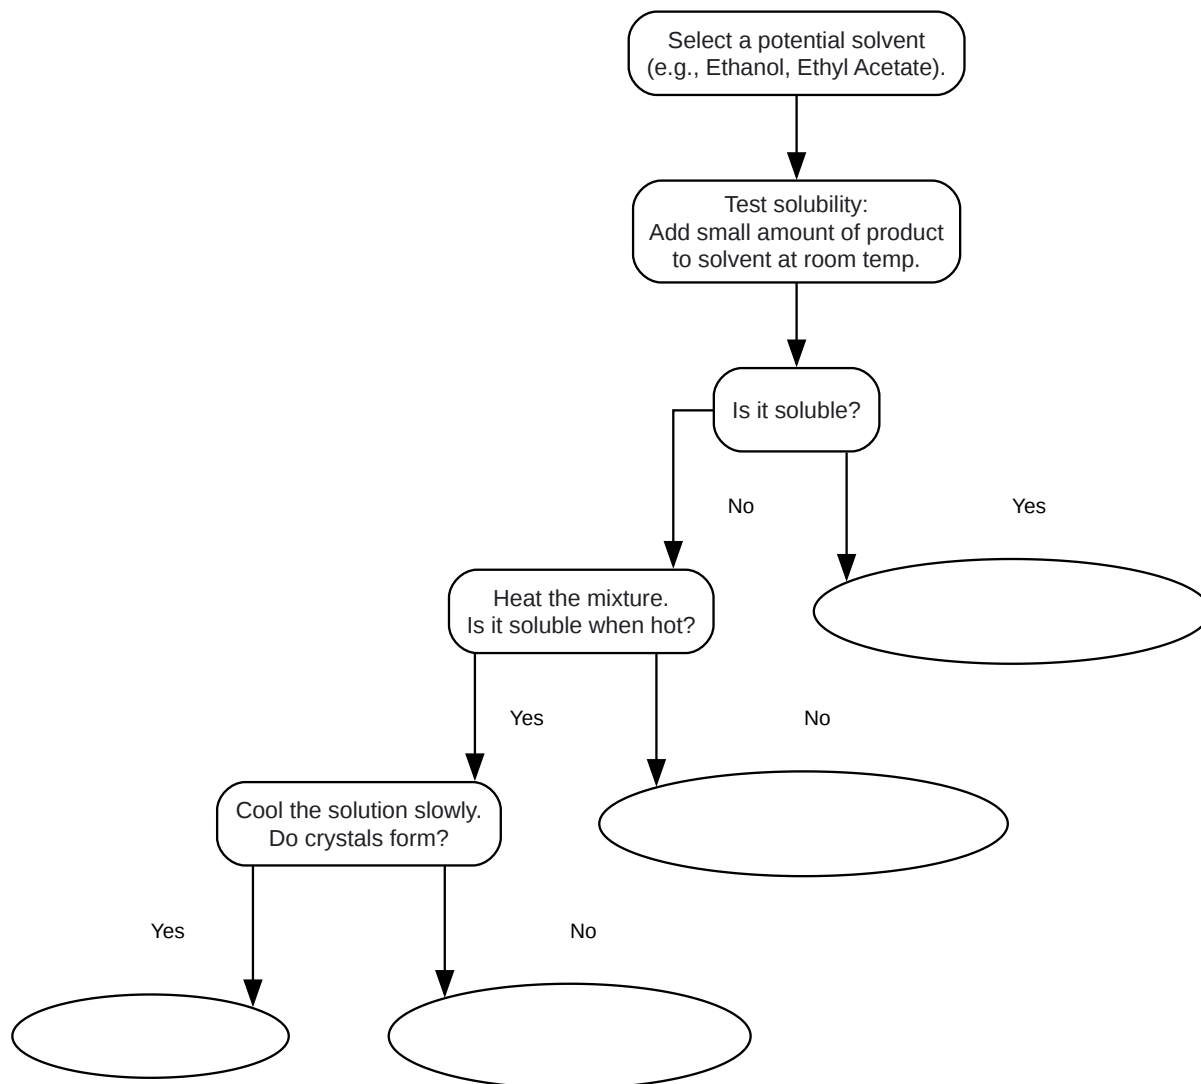 Select a potential solvent
(e.g., Ethanol, Ethyl Acetate).
Test solubility:
Add small amount of product
to solvent at room temp.
Is it soluble?
No
Yes
Heat the mixture.
Is it soluble when hot?
Yes
No
Cool the solution slowly.
Do crystals form?
Yes
No